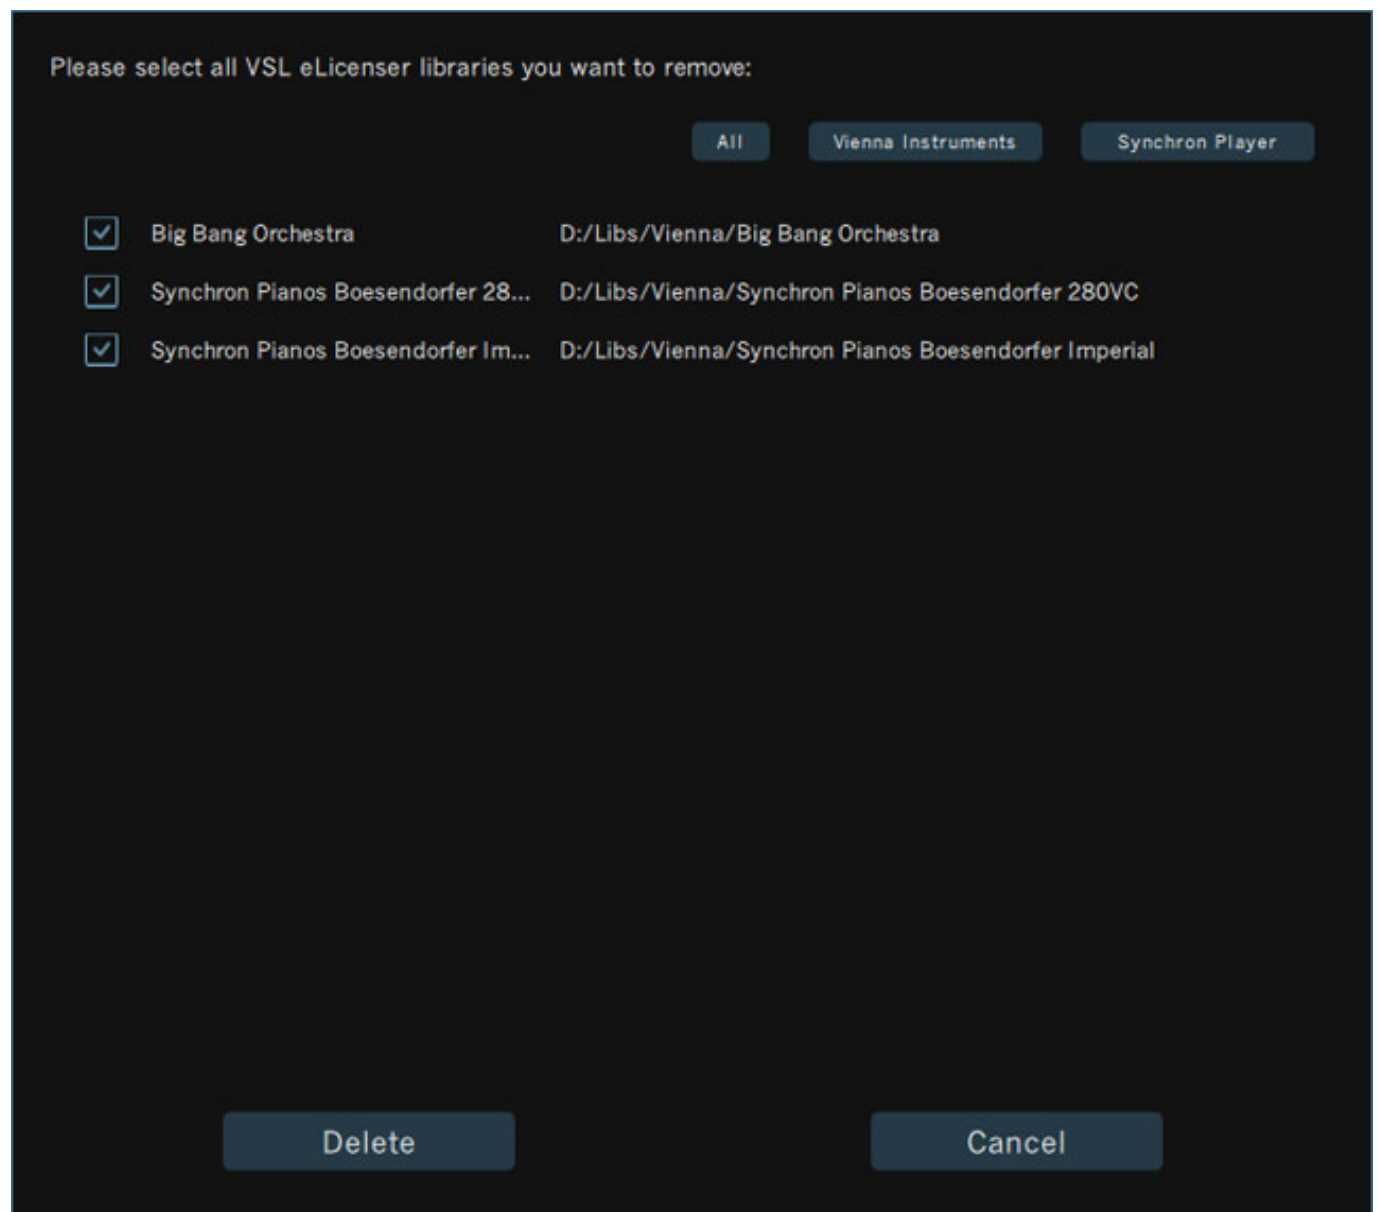 Please select all VSL eLicenser libraries you want to remove:
All Vienna Instruments Synchron Player
Big Bang Orchestra D:/Libs/Vienna/Big Bang Orchestra
Synchron Pianos Boesendorfer 28... D:/Libs/Vienna/Synchron Pianos Boesendorfer 280VC
Synchron Pianos Boesendorfer Im... D:/Libs/Vienna/Synchron Pianos Boesendorfer Imperial
Delete Cancel